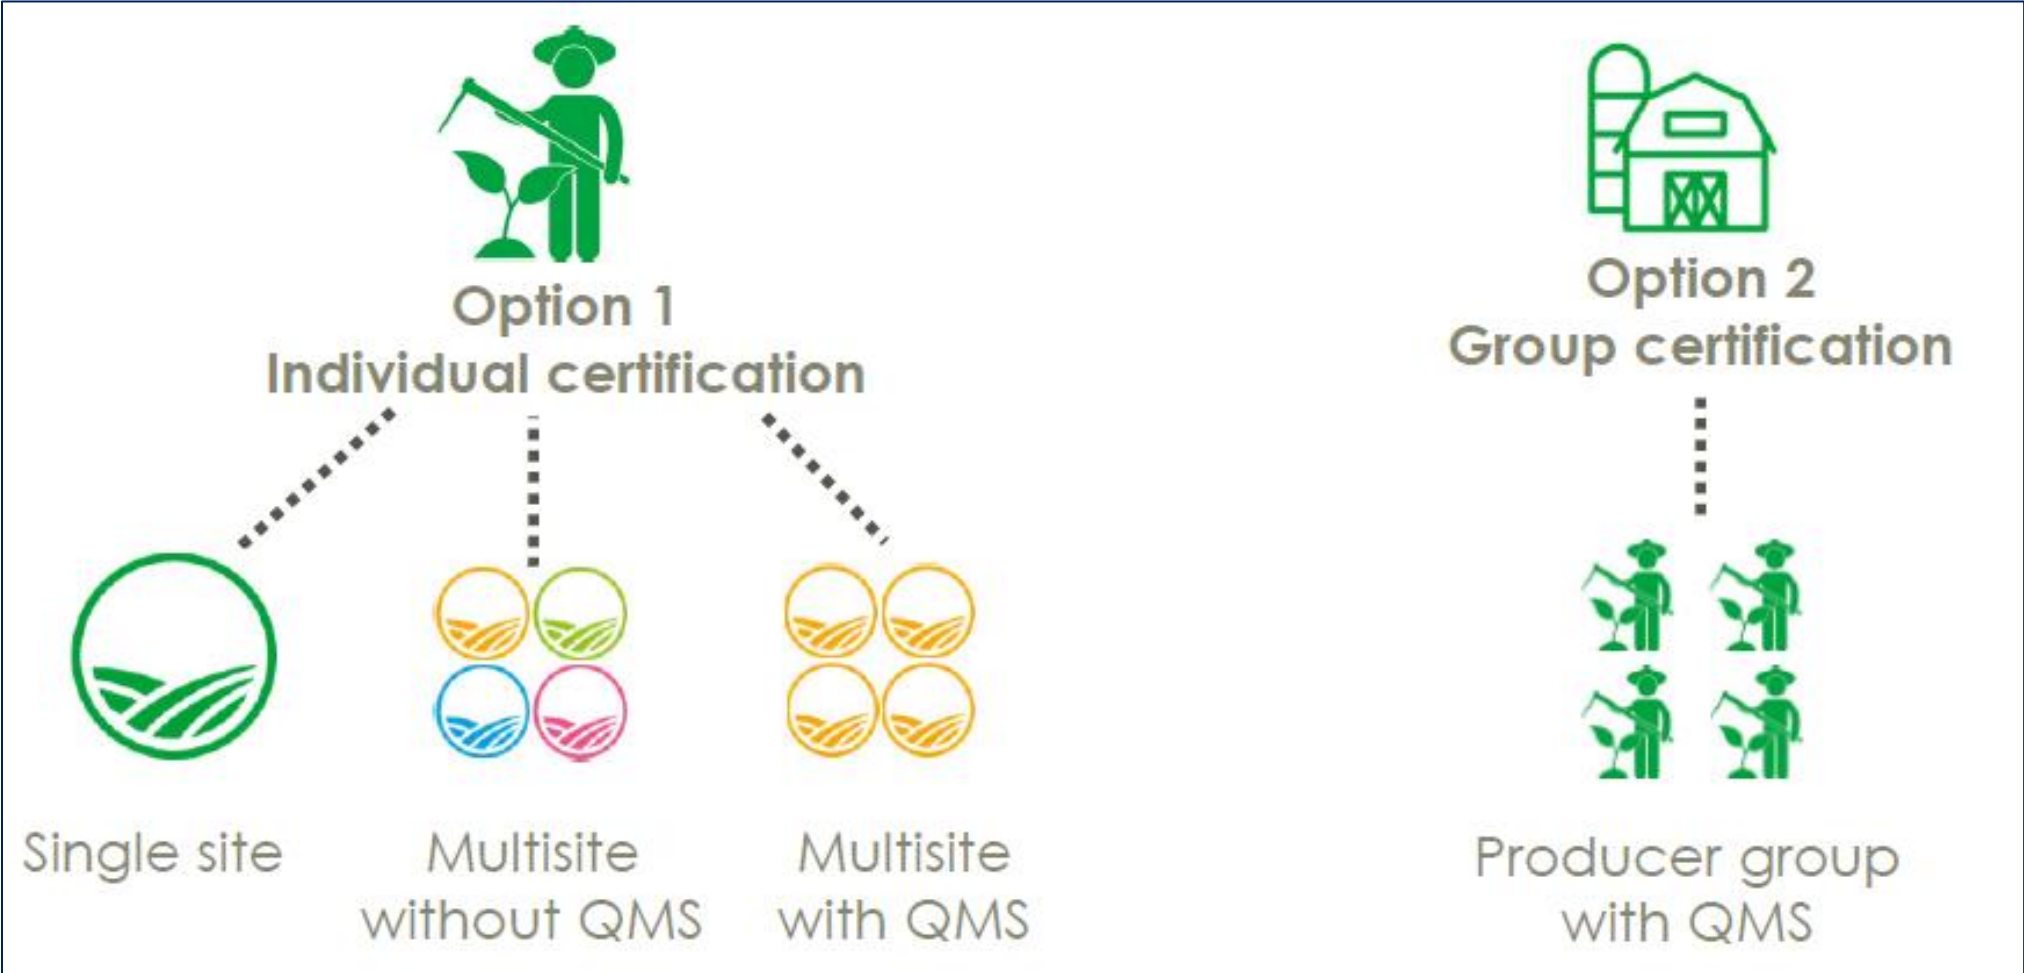 Option 1
Individual certification
Single site
Multisite
without QMS
Multisite
with QMS
Option 2
Group certification
Producer group
with QMS